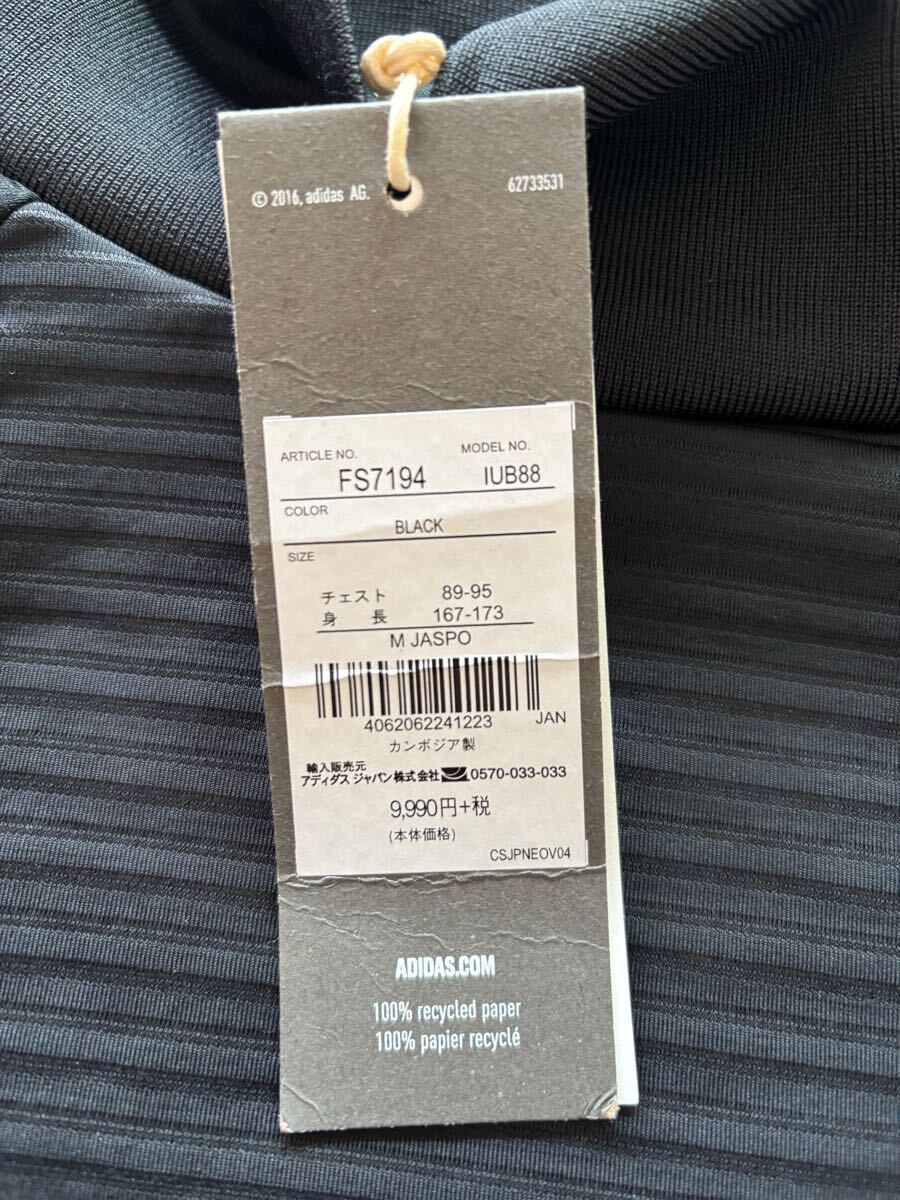 © 2016, adidas AG.
62733531
ARTICLE NO. MODEL NO.
FS7194 IUB88
COLOR
BLACK
SIZE
チェスト 89-95
身 長 167-173
M JASPO
4062062241223 JAN
カンボジア製
輸入販売元
アディダス ジャパン株式会社 0570-033-033
9,990円+税
(本体価格)
CSJPNEOV04
ADIDAS.COM
100% recycled paper
100% papier recyclé